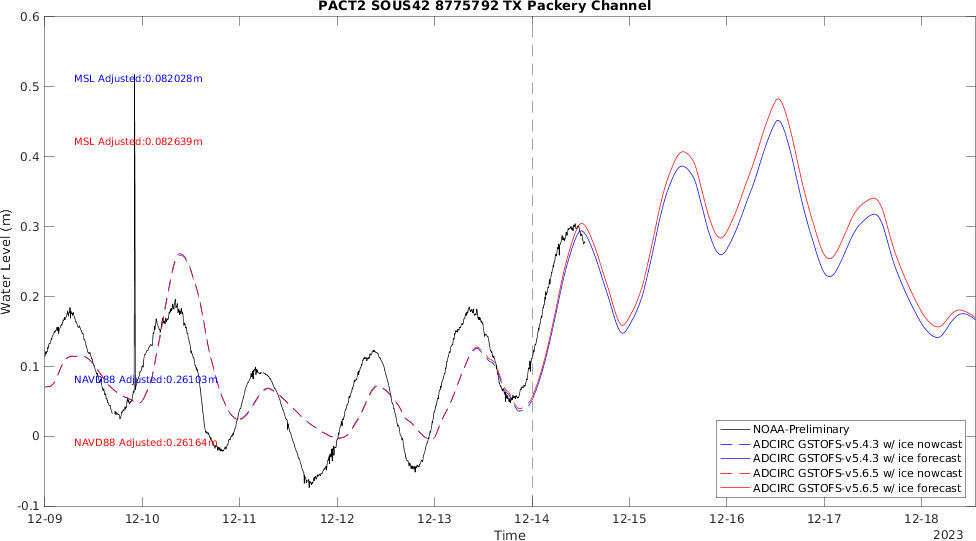 PACT2 SOUS42 8775792 TX Packery Channel
0.6
0.5
0.4
0.3
0.2
0.1
0
-0.1
Water Level (m)
MSL Adjusted:0.082028m
MSL Adjusted:0.082639m
NAVD88 Adjusted:0.26103m
NAVD88 Adjusted:0.26164m
NOAA-Preliminary
ADCIRC GSTOFS-v5.4.3 w/ ice nowcast
ADCIRC GSTOFS-v5.4.3 w/ ice forecast
ADCIRC GSTOFS-v5.6.5 w/ ice nowcast
ADCIRC GSTOFS-v5.6.5 w/ ice forecast
12-09 12-10 12-11 12-12 12-13 12-14 12-15 12-16 12-17 12-18
Time
2023